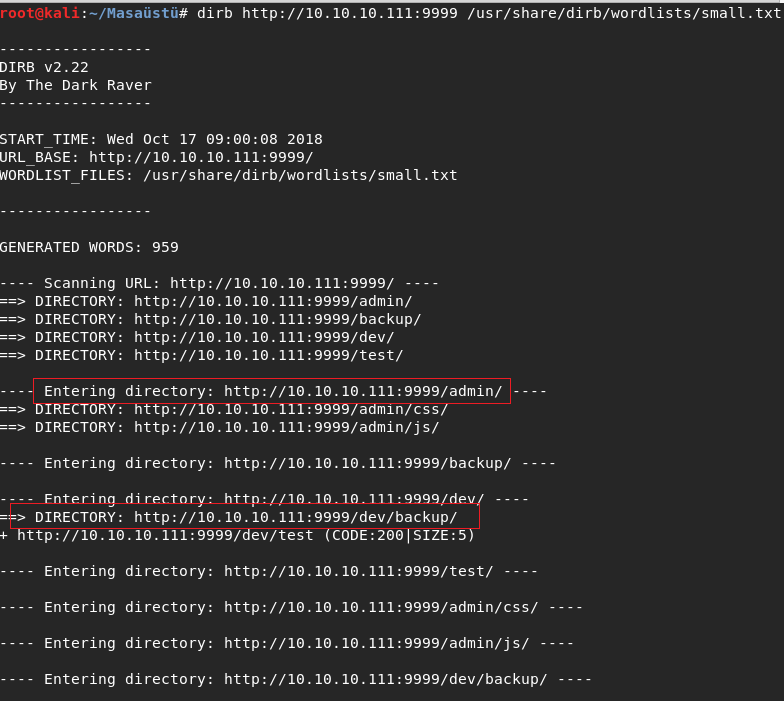 root@kali:~/Masaüstü# dirb http://10.10.10.111:9999 /usr/share/dirb/wordlists/small.txt
-----------------
DIRB v2.22
By The Dark Raver
-----------------
START_TIME: Wed Oct 17 09:00:08 2018
URL_BASE: http://10.10.10.111:9999/
WORDLIST_FILES: /usr/share/dirb/wordlists/small.txt
-----------------
GENERATED WORDS: 959
---- Scanning URL: http://10.10.10.111:9999/ ----
==> DIRECTORY: http://10.10.10.111:9999/admin/
==> DIRECTORY: http://10.10.10.111:9999/backup/
==> DIRECTORY: http://10.10.10.111:9999/dev/
==> DIRECTORY: http://10.10.10.111:9999/test/
---- Entering directory: http://10.10.10.111:9999/admin/ ----
==> DIRECTORY: http://10.10.10.111:9999/admin/css/
==> DIRECTORY: http://10.10.10.111:9999/admin/js/
---- Entering directory: http://10.10.10.111:9999/backup/ ----
---- Entering directory: http://10.10.10.111:9999/dev/ ----
==> DIRECTORY: http://10.10.10.111:9999/dev/backup/
+ http://10.10.10.111:9999/dev/test (CODE:200|SIZE:5)
---- Entering directory: http://10.10.10.111:9999/test/ ----
---- Entering directory: http://10.10.10.111:9999/admin/css/ ----
---- Entering directory: http://10.10.10.111:9999/admin/js/ ----
---- Entering directory: http://10.10.10.111:9999/dev/backup/ ----